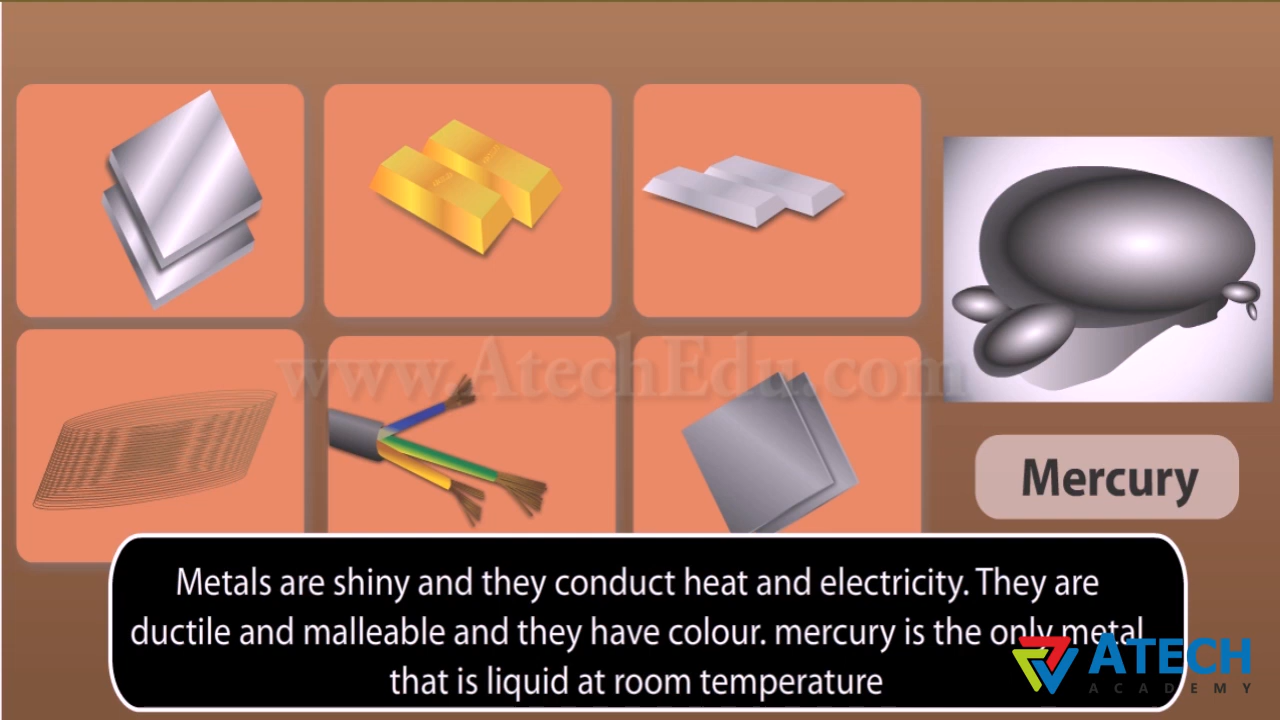 www.AtechEdu.com
Mercury
Metals are shiny and they conduct heat and electricity. They are
ductile and malleable and they have colour. mercury is the only metal
that is liquid at room temperature
ATECH
ACADEMY